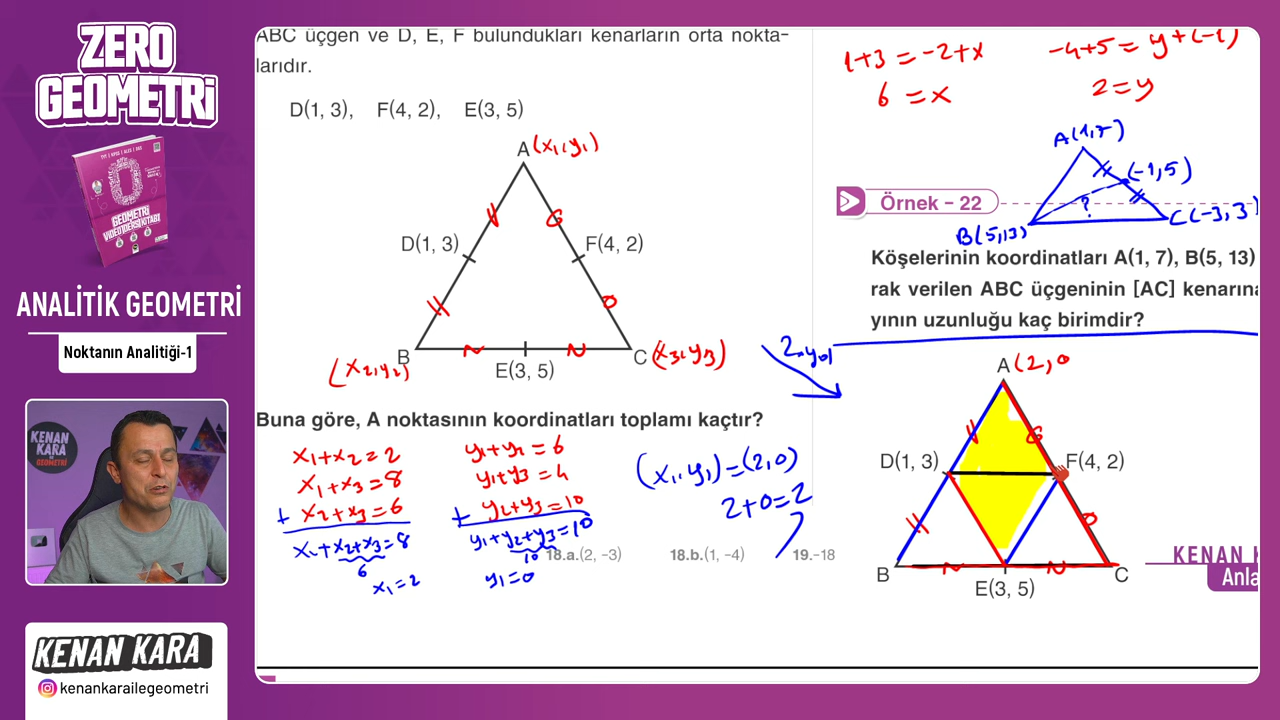 ZERO
GEOMETRİ
ANALİTİK GEOMETRİ
Noktanın Analitiği-1
KENAN
KARA
KENAN KARA
kenankarailegeometri
ABC üçgen ve D, E, F bulundukları kenarların orta nokta-
larıdır.
D(1, 3), F(4, 2), E(3, 5)
A (x₁,y₁)
D(1, 3)
F(4, 2)
B
(x₂,y₂)
E(3, 5)
C (x₃,y₃)
Buna göre, A noktasının koordinatları toplamı kaçtır?
x₁+x₂=2
x₁+x₃=8
+ x₂+x₃=6
x₁+x₂+x₃=8
6
x₁=2
y₁+y₂=6
y₁+y₃=4
+ y₂+y₃=10
y₁+y₂+y₃=10
10
y₁=0
(x₁,y₁)=(2,0)
2+0=2
18.a.(2, –3) 18.b.(1, –4) 19.–18
1+3=-2+x
6=x
-4+5=y+(-1)
2=y
A(1,7)
(-1,5)
?
B(5,13)
C(-3,3)
Örnek – 22
Köşelerinin koordinatları A(1, 7), B(5, 13)
rak verilen ABC üçgeninin [AC] kenarına
yının uzunluğu kaç birimdir?
2.yol
A (2,0
D(1, 3)
F(4, 2)
B
C
E(3, 5)
KENAN K
Anla